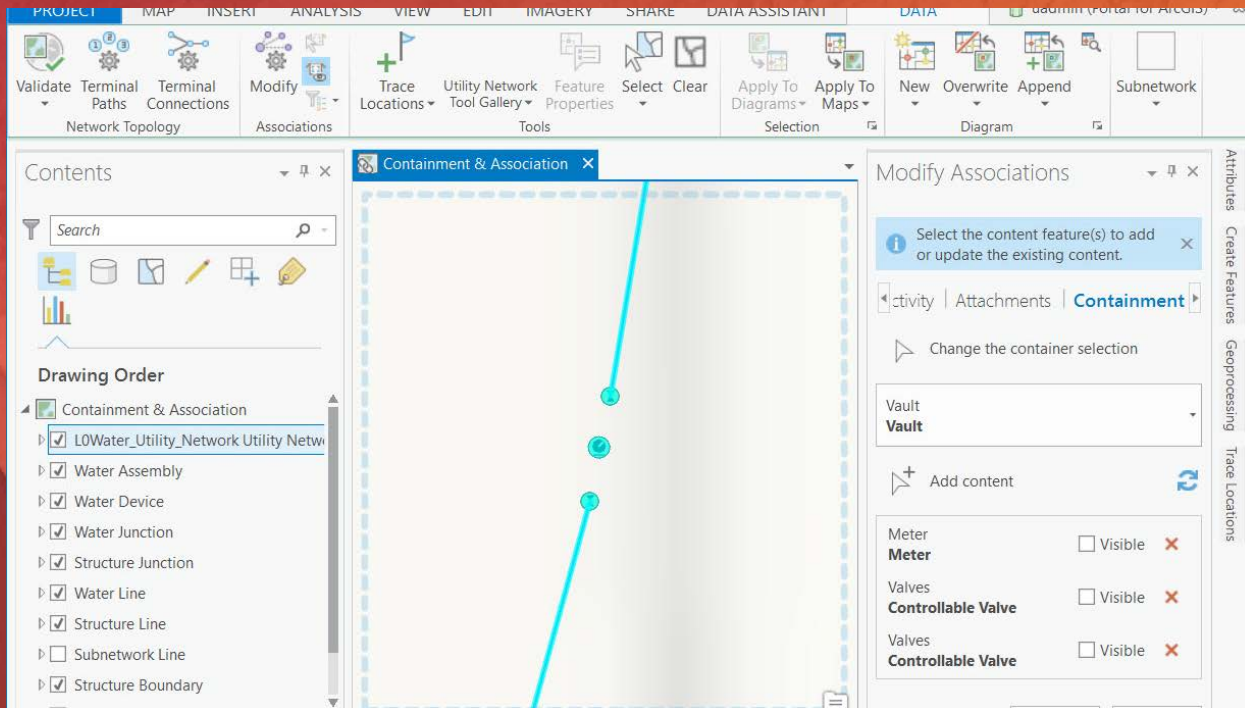 PROJECT MAP INSERT ANALYSIS VIEW EDIT IMAGERY SHARE DATA ASSISTANT DATA
Validate Terminal Paths Terminal Connections
Network Topology
Modify
Associations
Trace Locations Utility Network Tool Gallery Feature Properties Select Clear
Tools
Apply To Diagrams Apply To Maps
Selection
New Overwrite Append
Diagram
Subnetwork
Contents
Search
Drawing Order
Containment & Association
L0Water_Utility_Network Utility
Water Assembly
Water Device
Water Junction
Structure Junction
Water Line
Structure Line
Subnetwork Line
Structure Boundary
Containment & Association
Modify Associations
Select the content feature(s) to add
or update the existing content.
Attachments Containment
Change the container selection
Vault
Vault
Add content
Meter
Meter
Visible
Valves
Controllable Valve
Visible
Valves
Controllable Valve
Visible
Attributes
Create Features
Geoprocessing
Trace Locations